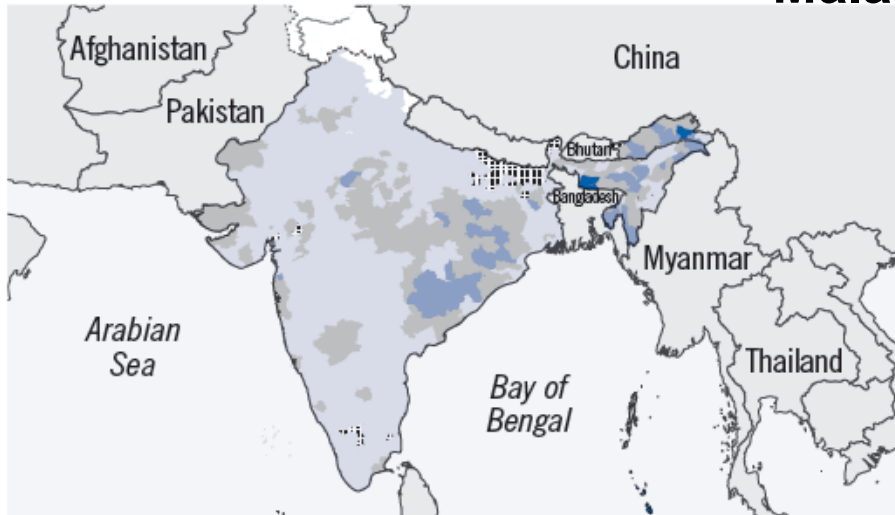 Afghanistan
China
Pakistan
Bhutan
Bangladesh
Myanmar
Arabian
Sea
Thailand
Bay of
Bengal